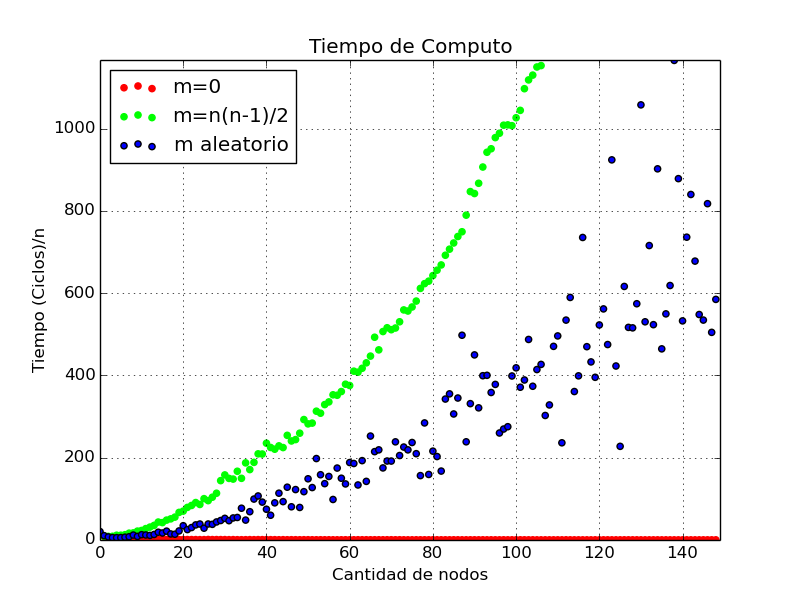 Tiempo de Computo
m=0
m=n(n-1)/2
m aleatorio
Tiempo (Ciclos)/n
1000
800
600
400
200
0
0 20 40 60 80 100 120 140
Cantidad de nodos